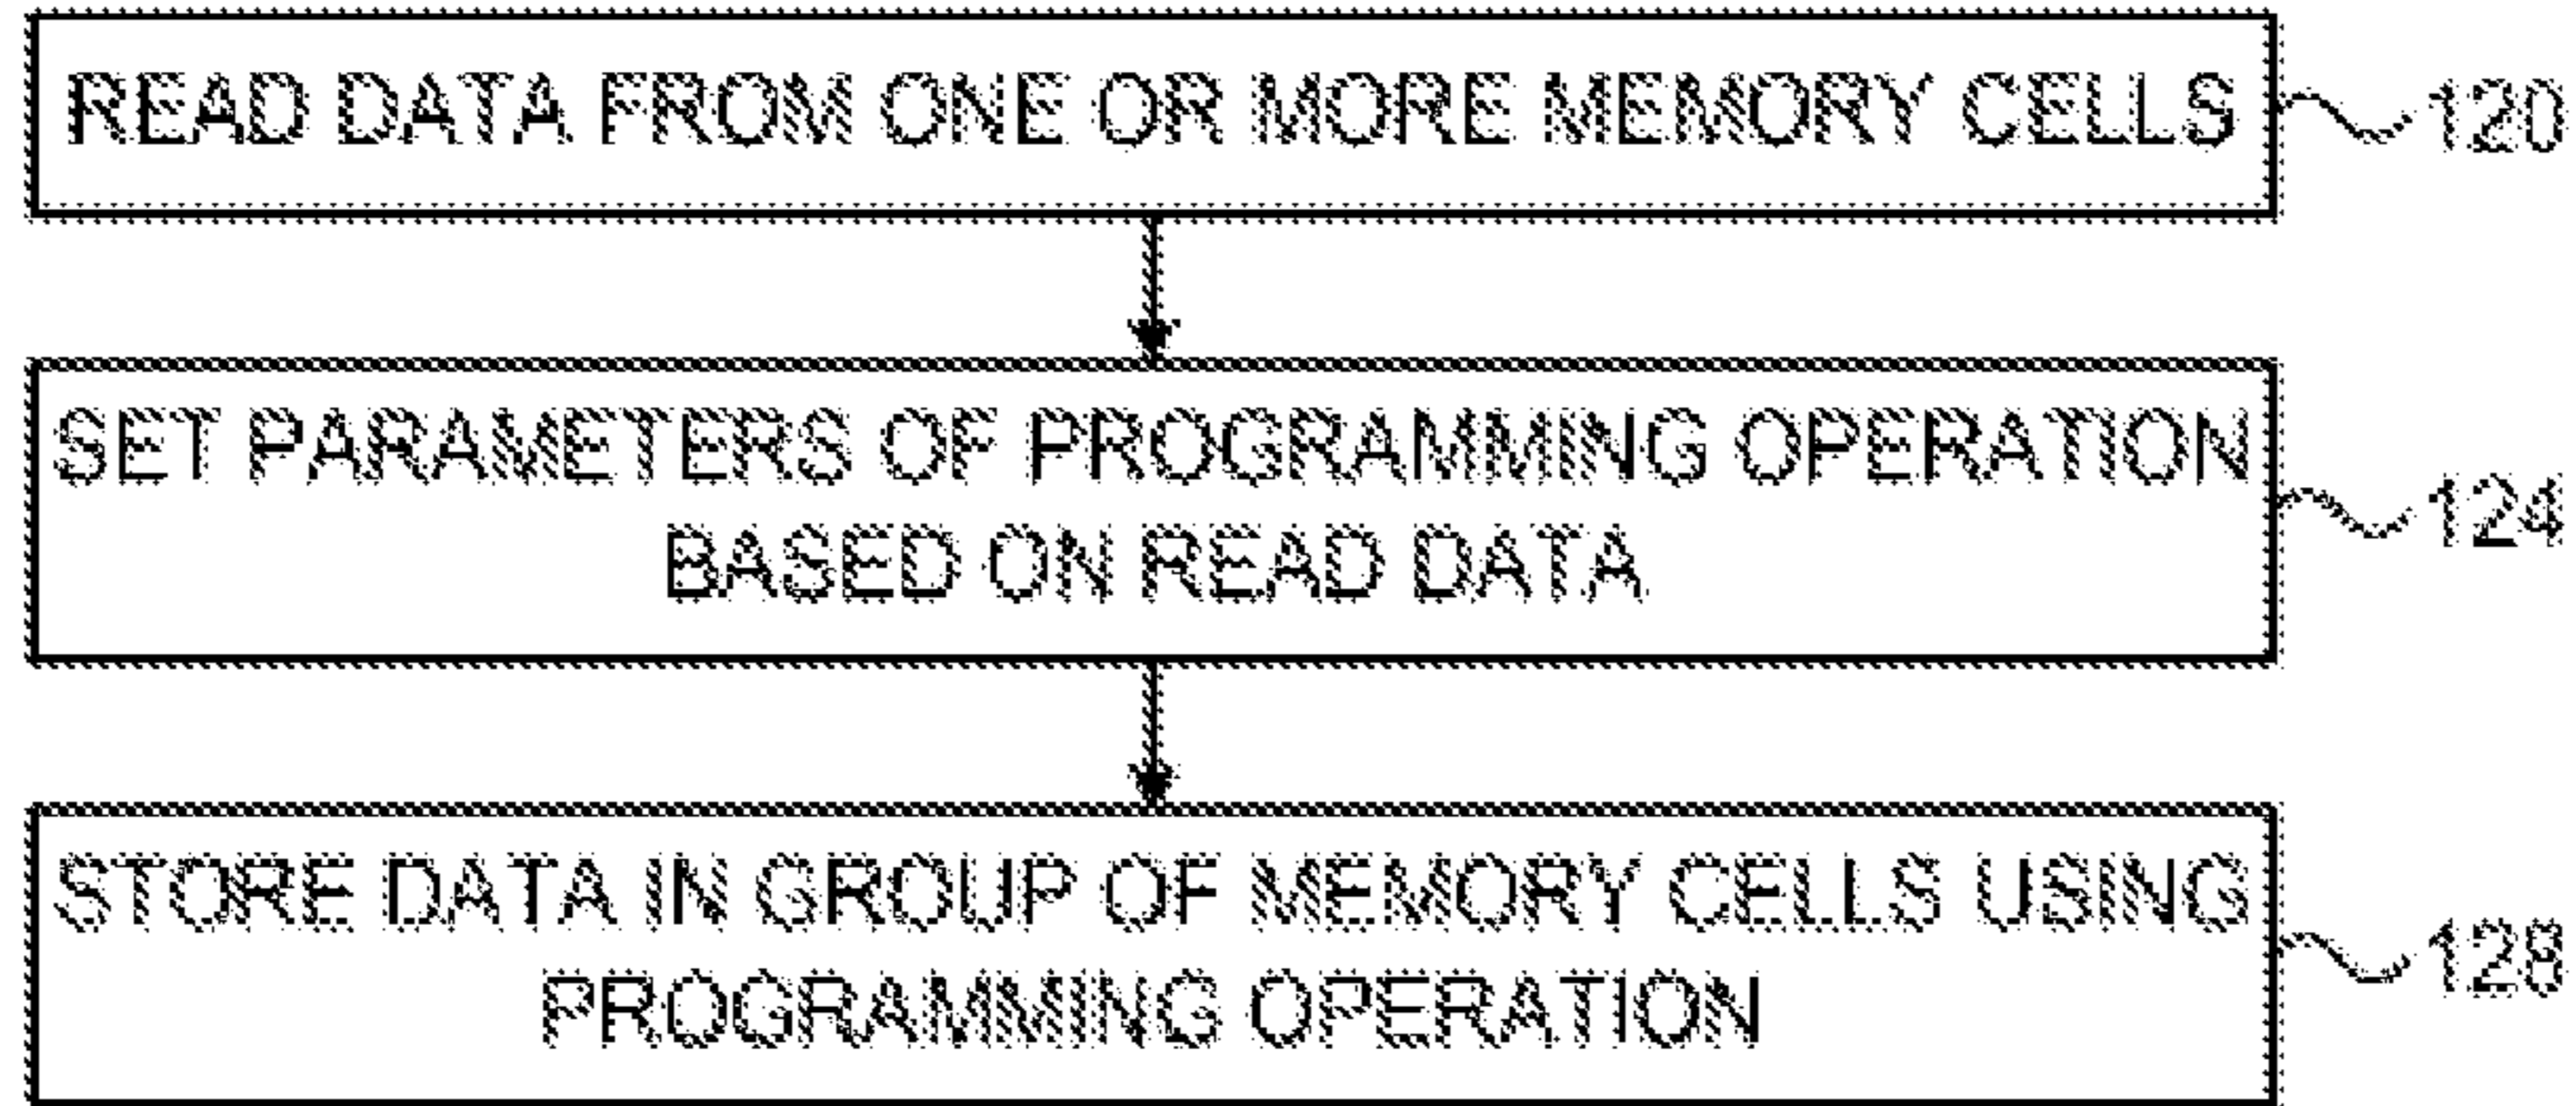 READ DATA FROM ONE OR MORE MEMORY CELLS
120
SET PARAMETERS OF PROGRAMMING OPERATION
BASED ON READ DATA
124
STORE DATA IN GROUP OF MEMORY CELLS USING
PROGRAMMING OPERATION
128